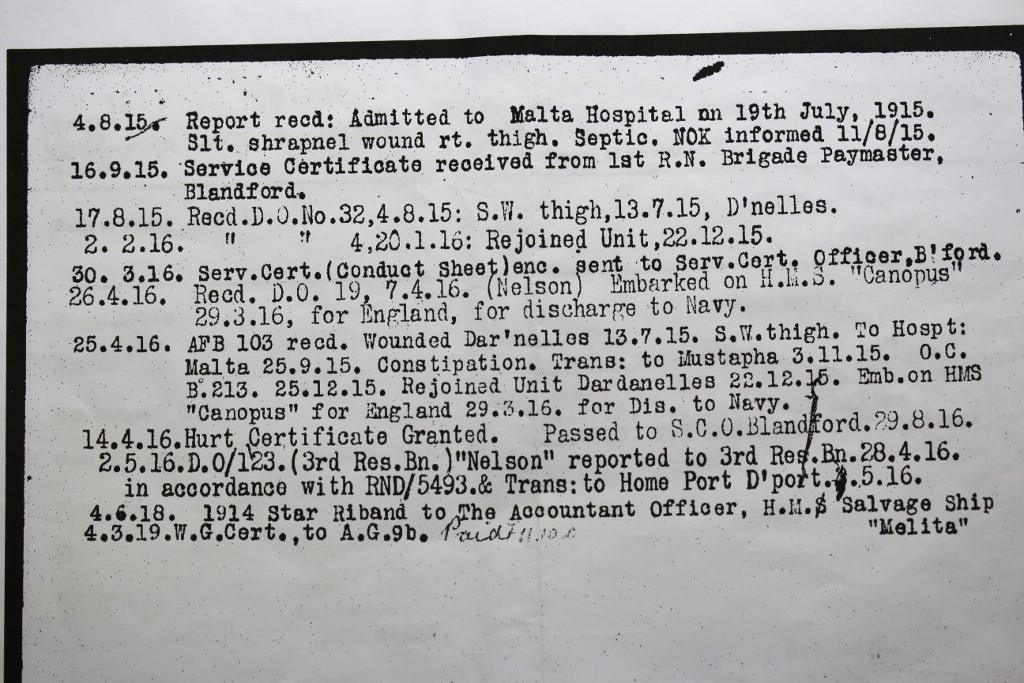 4.8.15. Report recd: Admitted to Malta Hospital on 19th July, 1915.
Slt. shrapnel wound rt. thigh. Septic. NOK informed 11/8/15.
16.9.15. Service Certificate received from 1st R.N. Brigade Paymaster,
Blandford.
17.8.15. Recd.D.O.No.32,4.8.15: S.W. thigh,13.7.15, D'nelles.
2. 2.16. " " 4,20.1.16: Rejoined Unit,22.12.15.
30. 3.16. Serv.Cert.(Conduct Sheet)enc. sent to Serv.Cert. Officer,B'ford.
26.4.16. Recd. D.O. 19, 7.4.16. (Nelson) Embarked on H.M.S. "Canopus"
29.3.16, for England, for discharge to Navy.
25.4.16. AFB 103 recd. Wounded Dar'nelles 13.7.15. S.W.thigh. To Hospt:
Malta 25.9.15. Constipation. Trans: to Mustapha 3.11.15. O.C.
B.213. 25.12.15. Rejoined Unit Dardanelles 22.12.15. Emb.on HMS
"Canopus" for England 29.3.16. for Dis. to Navy.
14.4.16.Hurt Certificate Granted. Passed to S.C.O.Blandford.29.8.16.
2.5.16.D.O/123.(3rd Res.Bn.)"Nelson" reported to 3rd Res.Bn.28.4.16.
in accordance with RND/5493.& Trans:to Home Port D'port. .5.16.
4.6.18. 1914 Star Riband to The Accountant Officer, H.M.S Salvage Ship
"Melita"
4.3.19.W.G.Cert.,to A.G.9b. Paid